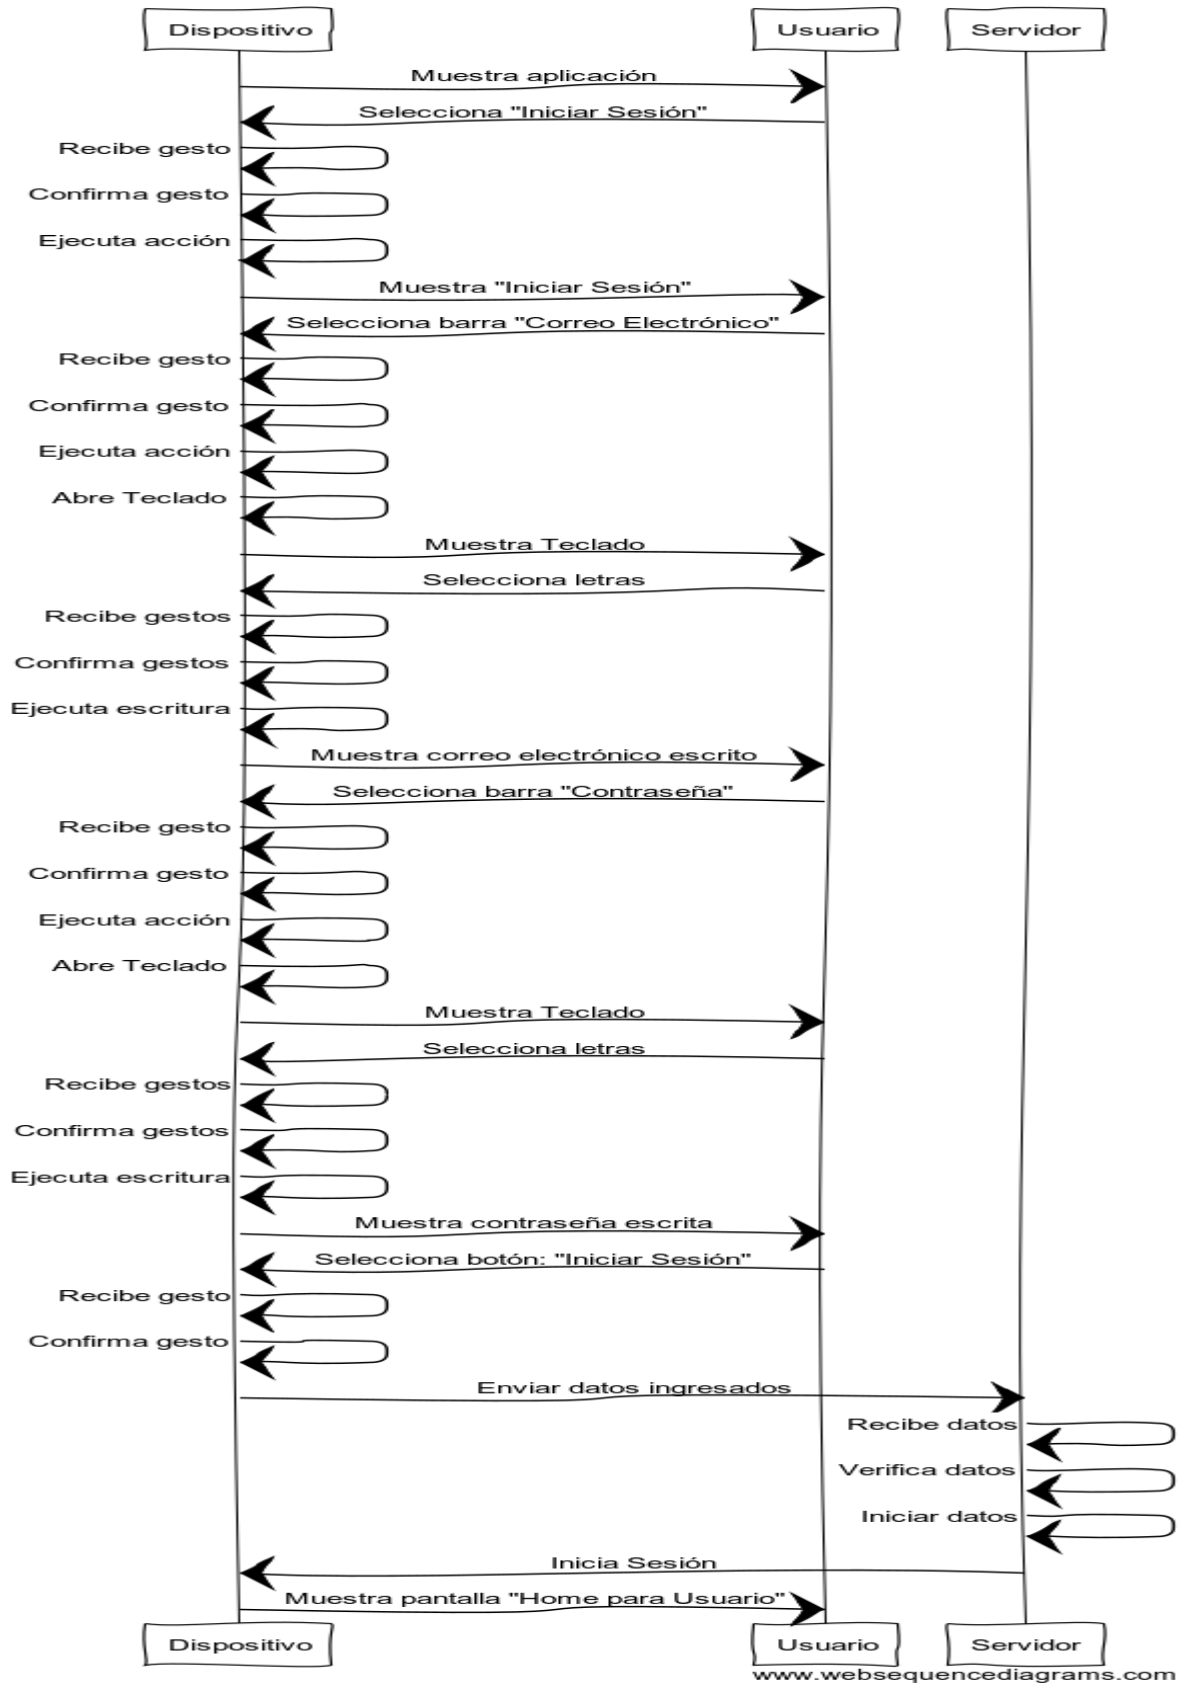 Dispositivo Usuario Servidor
Muestra aplicación
Selecciona "Iniciar Sesión"
Recibe gesto
Confirma gesto
Ejecuta acción
Muestra "Iniciar Sesión"
Selecciona barra "Correo Electrónico"
Recibe gesto
Confirma gesto
Ejecuta acción
Abre Teclado
Muestra Teclado
Selecciona letras
Recibe gestos
Confirma gestos
Ejecuta escritura
Muestra correo electrónico escrito
Selecciona barra "Contraseña"
Recibe gesto
Confirma gesto
Ejecuta acción
Abre Teclado
Muestra Teclado
Selecciona letras
Recibe gestos
Confirma gestos
Ejecuta escritura
Muestra contraseña escrita
Selecciona botón: "Iniciar Sesión"
Recibe gesto
Confirma gesto
Enviar datos ingresados
Recibe datos
Verifica datos
Iniciar datos
Inicia Sesión
Muestra pantalla "Home para Usuario"
Dispositivo Usuario Servidor
www.websequencediagrams.com